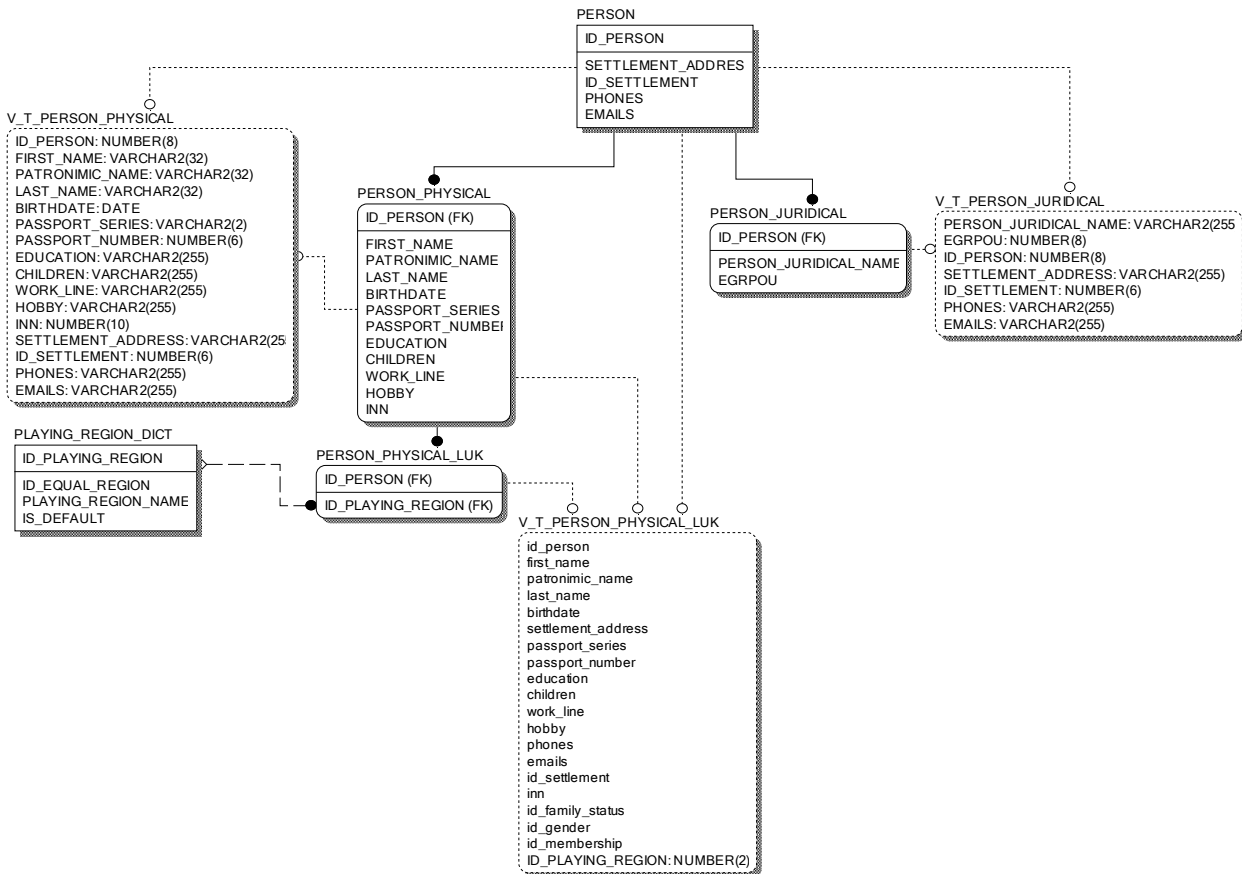 PERSON
ID_PERSON
SETTLEMENT_ADDRES
ID_SETTLEMENT
PHONES
EMAILS
V_T_PERSON_PHYSICAL
ID_PERSON: NUMBER(8)
FIRST_NAME: VARCHAR2(32)
PATRONIMIC_NAME: VARCHAR2(32)
LAST_NAME: VARCHAR2(32)
BIRTHDATE: DATE
PASSPORT_SERIES: VARCHAR2(2)
PASSPORT_NUMBER: NUMBER(6)
EDUCATION: VARCHAR2(255)
CHILDREN: VARCHAR2(255)
WORK_LINE: VARCHAR2(255)
HOBBY: VARCHAR2(255)
INN: NUMBER(10)
SETTLEMENT_ADDRESS: VARCHAR2(25
ID_SETTLEMENT: NUMBER(6)
PHONES: VARCHAR2(255)
EMAILS: VARCHAR2(255)
PERSON_PHYSICAL
ID_PERSON (FK)
FIRST_NAME
PATRONIMIC_NAME
LAST_NAME
BIRTHDATE
PASSPORT_SERIES
PASSPORT_NUMBER
EDUCATION
CHILDREN
WORK_LINE
HOBBY
INN
PERSON_JURIDICAL
ID_PERSON (FK)
PERSON_JURIDICAL_NAME
EGRPOU
V_T_PERSON_JURIDICAL
PERSON_JURIDICAL_NAME: VARCHAR2(255
EGRPOU: NUMBER(8)
ID_PERSON: NUMBER(8)
SETTLEMENT_ADDRESS: VARCHAR2(255)
ID_SETTLEMENT: NUMBER(6)
PHONES: VARCHAR2(255)
EMAILS: VARCHAR2(255)
PLAYING_REGION_DICT
ID_PLAYING_REGION
ID_EQUAL_REGION
PLAYING_REGION_NAME
IS_DEFAULT
PERSON_PHYSICAL_LUK
ID_PERSON (FK)
ID_PLAYING_REGION (FK)
V_T_PERSON_PHYSICAL_LUK
id_person
first_name
patronimic_name
last_name
birthdate
settlement_address
passport_series
passport_number
education
children
work_line
hobby
phones
emails
id_settlement
inn
id_family_status
id_gender
id_membership
ID_PLAYING_REGION: NUMBER(2)